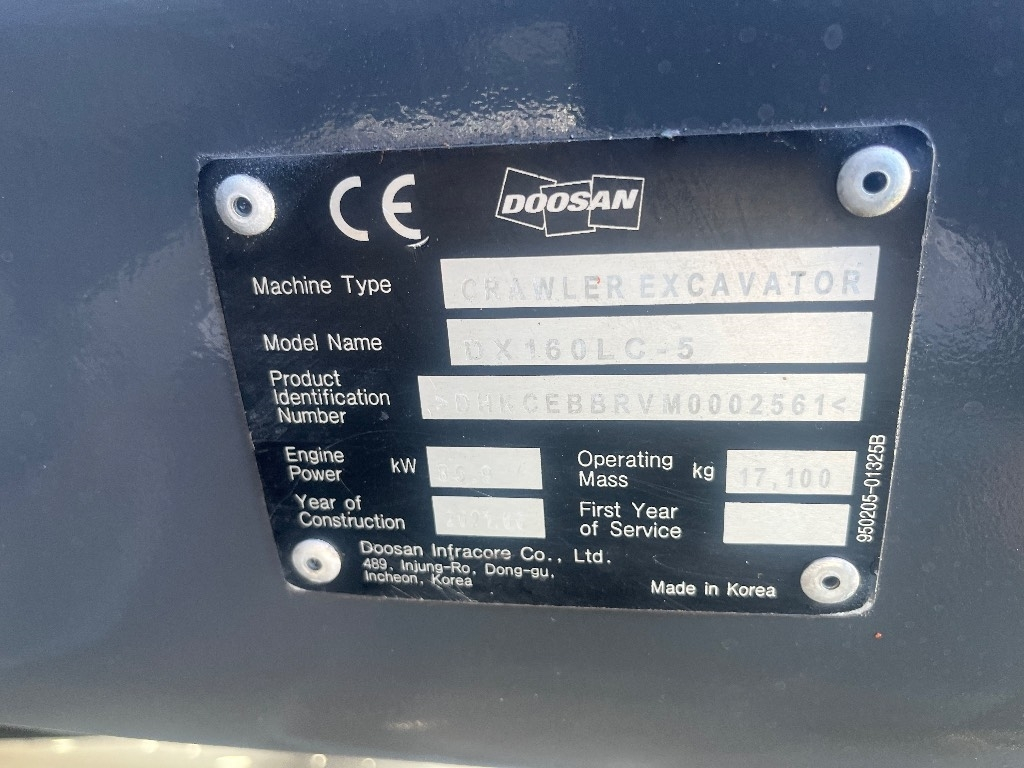 CE DOOSAN
Machine Type CRAWLER EXCAVATOR
Model Name DX160LC-5
Product
Identification
Number DHKCEBBRVM0002561<
Engine
Power kW
Operating
Mass kg 17,100
Year of
Construction
First Year
of Service
Doosan Infracore Co., Ltd.
489, Injung-Ro, Dong-gu,
Incheon, Korea
Made in Korea
950205-01325B